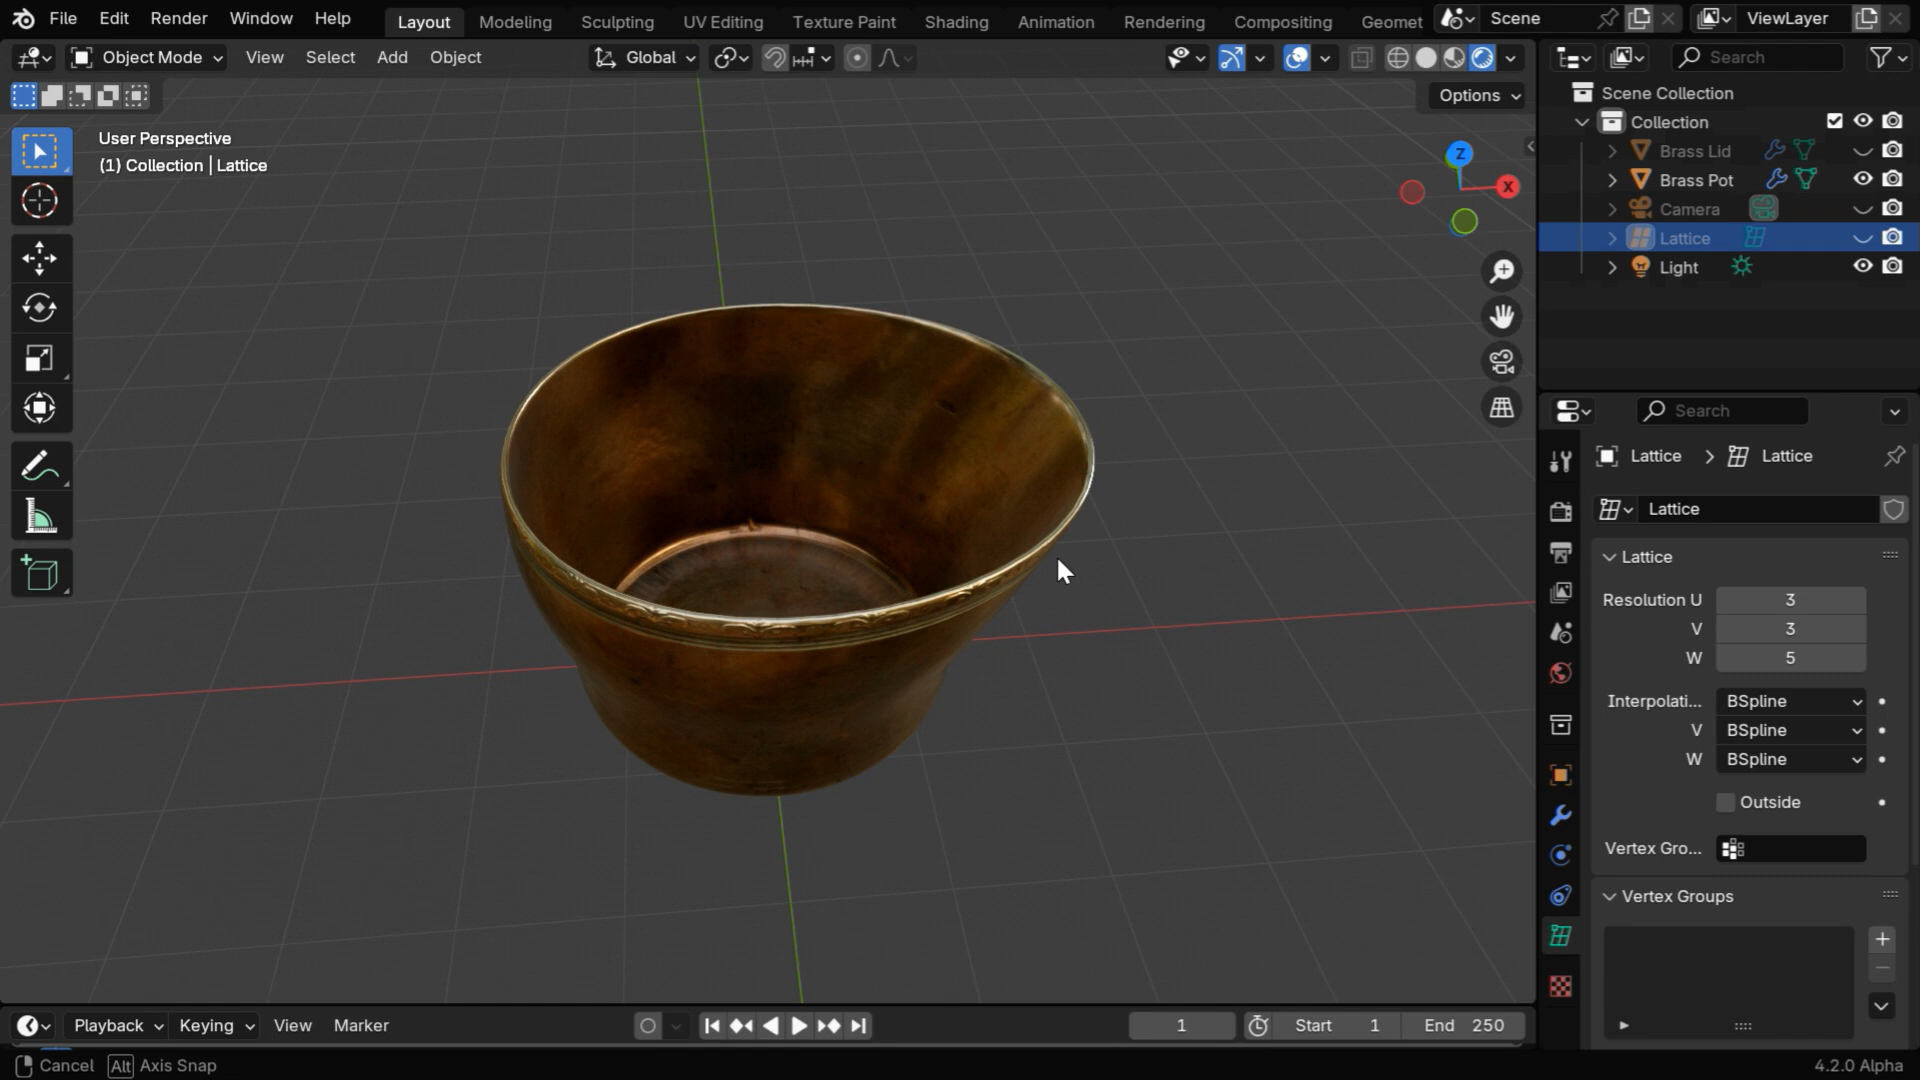 File Edit Render Window Help Layout Modeling Sculpting UV Editing Texture Paint Shading Animation Rendering Compositing Geomet Scene ViewLayer
Object Mode View Select Add Object Global Search
Options
User Perspective
(1) Collection | Lattice
Z
X
Scene Collection
Collection
Brass Lid
Brass Pot
Camera
Lattice
Light
Search
Lattice > Lattice
Lattice
Lattice
Resolution U 3
V 3
W 5
Interpolati... BSpline
V BSpline
W BSpline
Outside
Vertex Gro...
Vertex Groups
Playback Keying View Marker 1 Start 1 End 250
Cancel Alt Axis Snap 4.2.0 Alpha